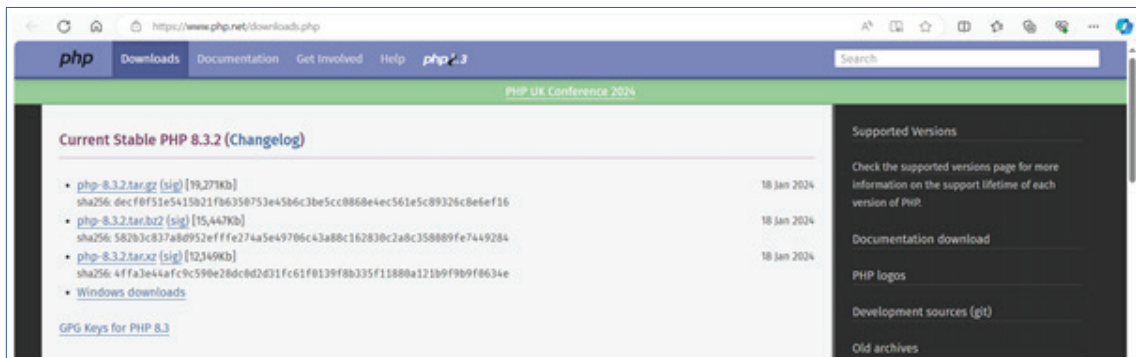 https://www.php.net/downloads.php
php Downloads Documentation Get Involved Help php8.3
Search
PHP UK Conference 2024
Current Stable PHP 8.3.2 (Changelog)
php-8.3.2.tar.gz (sig) [19,271Kb] 18 Jan 2024
sha256: decf0f51e5415b21fb6350753e45b6c3be5cc0868e4ec561e5c89326c8e6ef16
php-8.3.2.tar.bz2 (sig) [15,447Kb] 18 Jan 2024
sha256: 582b3c837a8d952efffe274a5e49706c43a88c162830c2a8c358089fe7449284
php-8.3.2.tar.xz (sig) [12,149Kb] 18 Jan 2024
sha256: 4ffa3e44afc9c590e28dc0d2d31fc61f0139f8b335f11880a121b9f9b9f0634e
Windows downloads
GPG Keys for PHP 8.3
Supported Versions
Check the supported versions page for more
information on the support lifetime of each
version of PHP.
Documentation download
PHP logos
Development sources (git)
Old archives